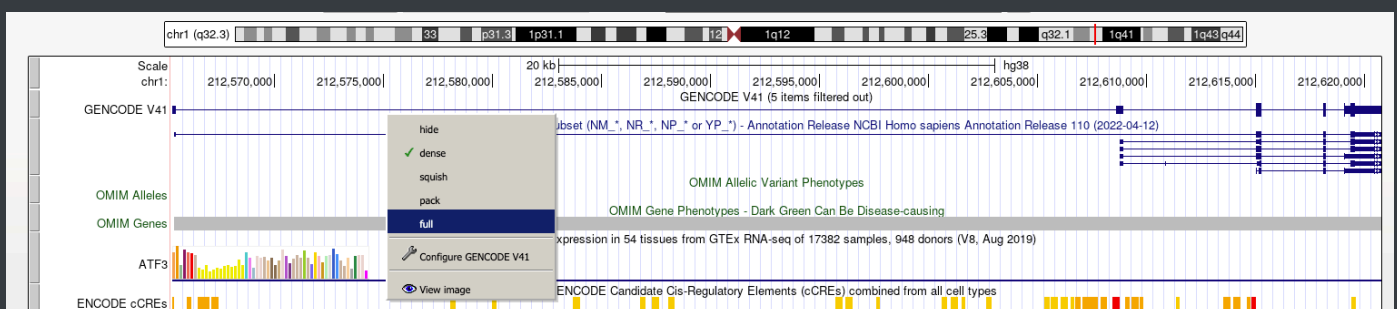 chr1 (q32.3) 33 p31.3 1p31.1 12 1q12 25.3 q32.1 1q41 1q43 q44
Scale 20 kb hg38
chr1: 212,570,000 212,575,000 212,580,000 212,585,000 212,590,000 212,595,000 212,600,000 212,605,000 212,610,000 212,615,000 212,620,000
GENCODE V41 (5 items filtered out)
GENCODE V41
ubset (NM_*, NR_*, NP_* or YP_*) - Annotation Release NCBI Homo sapiens Annotation Release 110 (2022-04-12)
hide
dense
squish
pack
full
Configure GENCODE V41
View image
OMIM Allelic Variant Phenotypes
OMIM Alleles
OMIM Gene Phenotypes - Dark Green Can Be Disease-causing
OMIM Genes
xpression in 54 tissues from GTEx RNA-seq of 17382 samples, 948 donors (V8, Aug 2019)
ATF3
ENCODE Candidate Cis-Regulatory Elements (cCREs) combined from all cell types
ENCODE cCREs